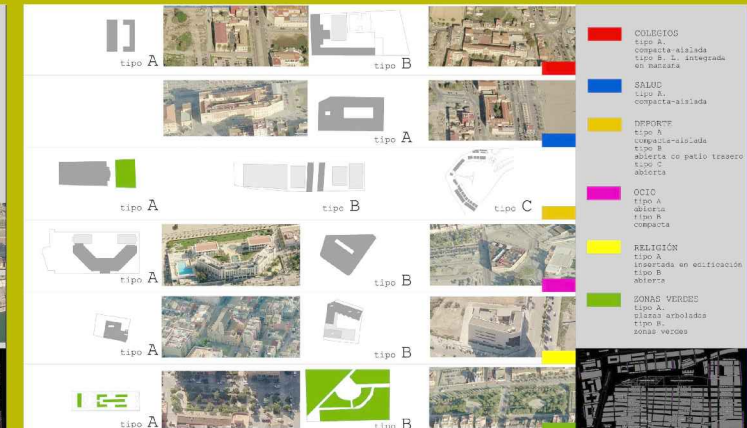 tipo A
tipo B
tipo A
tipo A
tipo B
tipo C
tipo A
tipo B
tipo A
tipo B
tipo A
tipo B
COLEGIOS
tipo A.
compacta-aislada
tipo B. L. integrada
en manzana
SALUD
tipo A.
compacta-aislada
DEPORTE
tipo A
compacta-aislada
tipo B
abierta co patio trasero
tipo C
abierta
OCIO
tipo A
abierta
tipo B
compacta
RELIGIÓN
tipo A
insertada en edificación
tipo B
abierta
ZONAS VERDES
tipo A.
plazas arboladas
tipo B.
zonas verdes